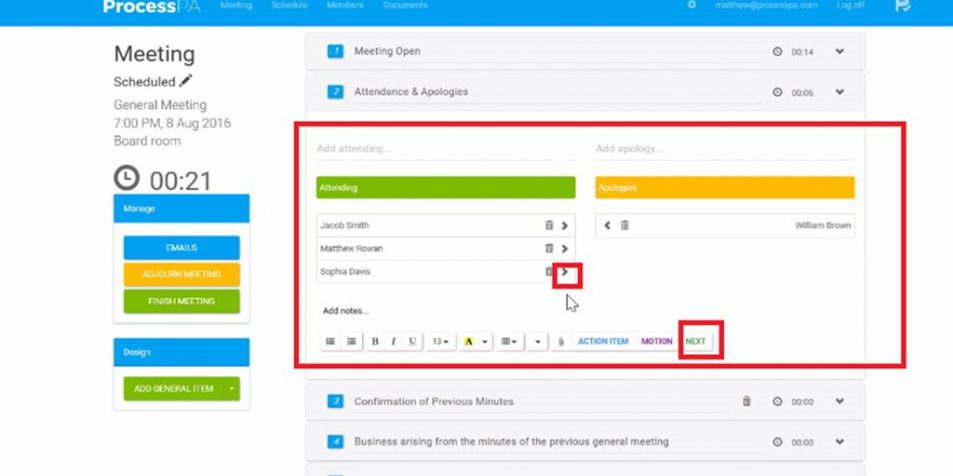 ProcessPA Meeting Schedule Members Documents matthew@processpa.com Log off
Meeting
Scheduled
General Meeting
7:00 PM, 8 Aug 2016
Board room
00:21
Manage
EMAILS
ADJOURN MEETING
FINISH MEETING
Design
ADD GENERAL ITEM
1 Meeting Open 00:14
2 Attendance & Apologies 00:06
Add attending... Add apology...
Attending Apologies
Jacob Smith William Brown
Matthew Rowan
Sophia Davis
Add notes...
B I U 13 A ACTION ITEM MOTION NEXT
3 Confirmation of Previous Minutes 00:00
4 Business arising from the minutes of the previous general meeting 00:00